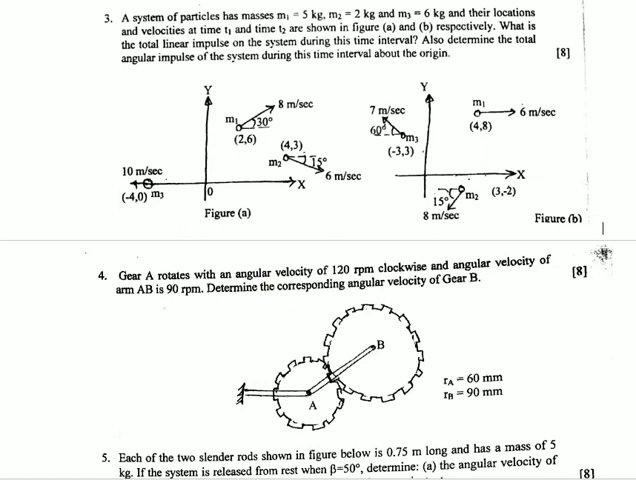 3. A system of particles has masses m₁ = 5 kg, m₂ = 2 kg and m₃ = 6 kg and their locations
and velocities at time t₁ and time t₂ are shown in figure (a) and (b) respectively. What is
the total linear impulse on the system during this time interval? Also determine the total
angular impulse of the system during this time interval about the origin. [8]
Y
8 m/sec
m₁
30°
(2,6)
(4,3)
m₂
15°
6 m/sec
10 m/sec
(-4,0) m₃
0
X
Figure (a)
Y
7 m/sec
60°
m₃
(-3,3)
m₁
6 m/sec
(4,8)
X
15°
m₂
(3,-2)
8 m/sec
Figure (b)
4. Gear A rotates with an angular velocity of 120 rpm clockwise and angular velocity of
arm AB is 90 rpm. Determine the corresponding angular velocity of Gear B. [8]
B
A
rA = 60 mm
rB = 90 mm
5. Each of the two slender rods shown in figure below is 0.75 m long and has a mass of 5
kg. If the system is released from rest when β=50°, determine: (a) the angular velocity of
[8]